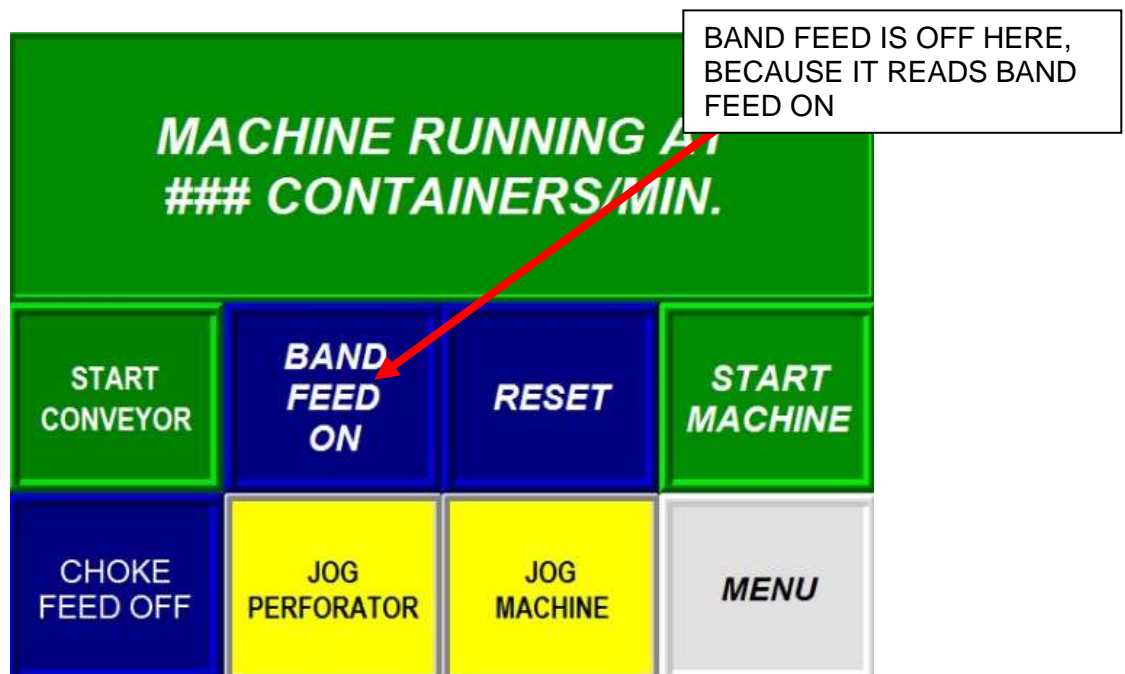 BAND FEED IS OFF HERE,
BECAUSE IT READS BAND
FEED ON
MACHINE RUNNING AT
### CONTAINERS/MIN.
START
CONVEYOR
BAND
FEED
ON
RESET
START
MACHINE
CHOKE
FEED OFF
JOG
PERFORATOR
JOG
MACHINE
MENU